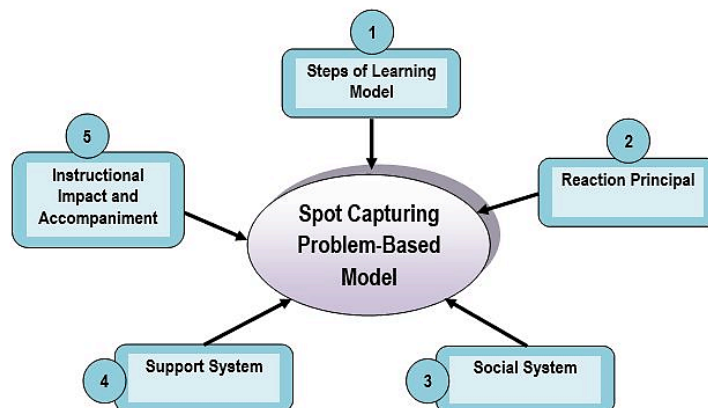 1
Steps of Learning
Model
2
Reaction Principal
3
Social System
4
Support System
5
Instructional
Impact and
Accompaniment
Spot Capturing
Problem-Based
Model